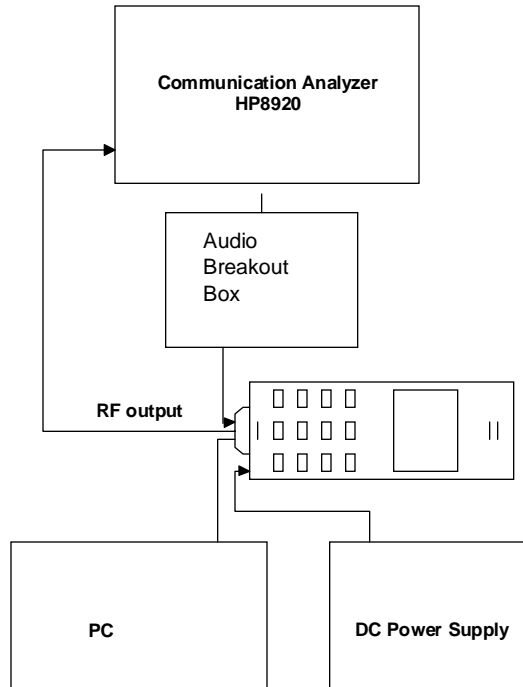 Communication Analyzer
HP8920
Audio
Breakout
Box
RF output
PC
DC Power Supply